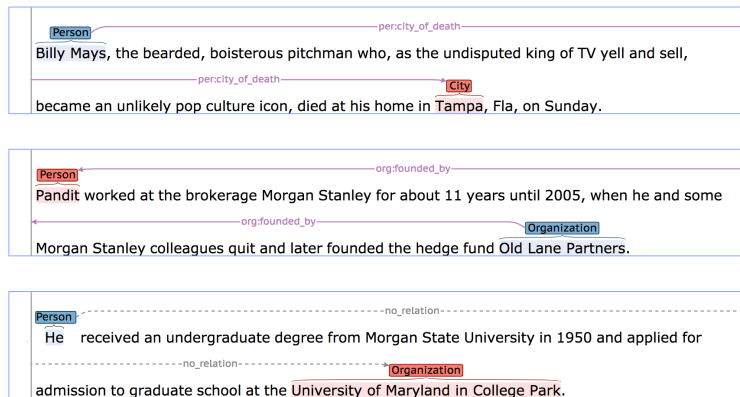 Person per:city_of_death
Billy Mays, the bearded, boisterous pitchman who, as the undisputed king of TV yell and sell,
per:city_of_death City
became an unlikely pop culture icon, died at his home in Tampa, Fla, on Sunday.
Person org:founded_by
Pandit worked at the brokerage Morgan Stanley for about 11 years until 2005, when he and some
org:founded_by Organization
Morgan Stanley colleagues quit and later founded the hedge fund Old Lane Partners.
Person no_relation
He received an undergraduate degree from Morgan State University in 1950 and applied for
no_relation Organization
admission to graduate school at the University of Maryland in College Park.